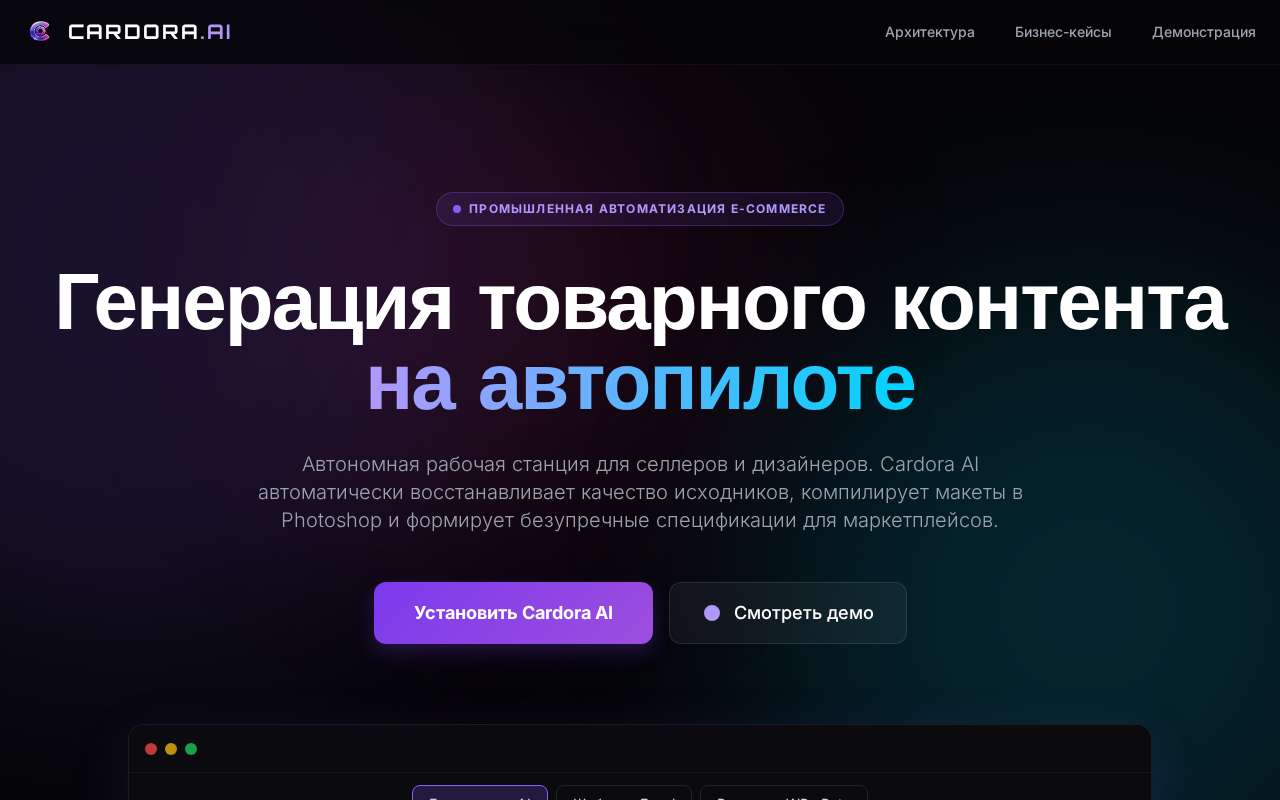 CARDORA.AI
Архитектура
Бизнес-кейсы
Демонстрация
ПРОМЫШЛЕННАЯ АВТОМАТИЗАЦИЯ E-COMMERCE
Генерация товарного контента
на автопилоте
Автономная рабочая станция для селлеров и дизайнеров. Cardora AI
автоматически восстанавливает качество исходников, компилирует макеты в
Photoshop и формирует безупречные спецификации для маркетплейсов.
Установить Cardora AI
Смотреть демо